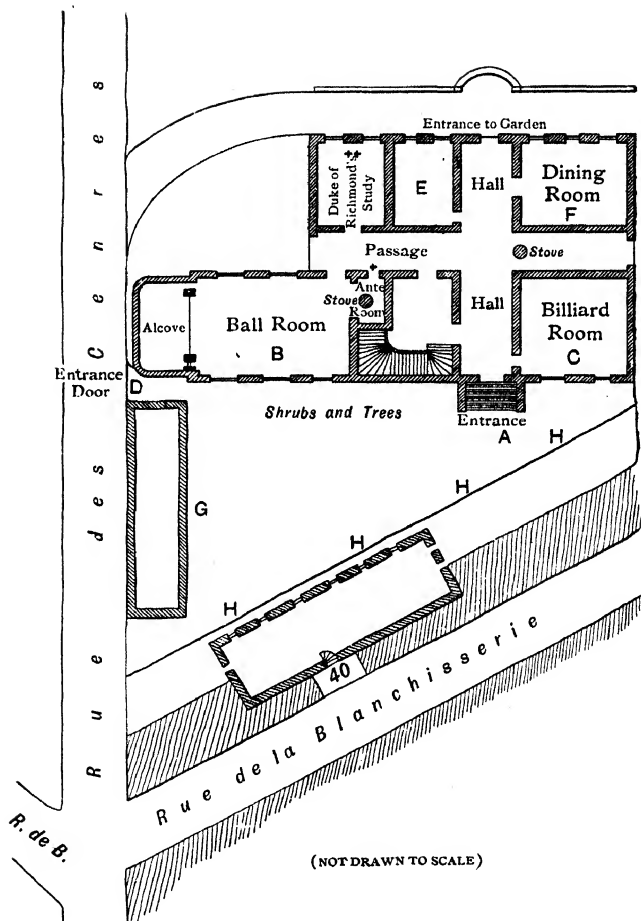 Entrance to Garden
Duke of
Richmond's
Study
E
Hall
Dining
Room
F
Passage
Stove
Ante
Room
Stove
Hall
Alcove
Ball Room
B
Billiard
Room
C
Entrance
Door
D
Shrubs and Trees
Entrance
A
H
H
H
H
G
40
Rue des Cendres
Rue de la Blanchisserie
R. de B.
(NOT DRAWN TO SCALE)